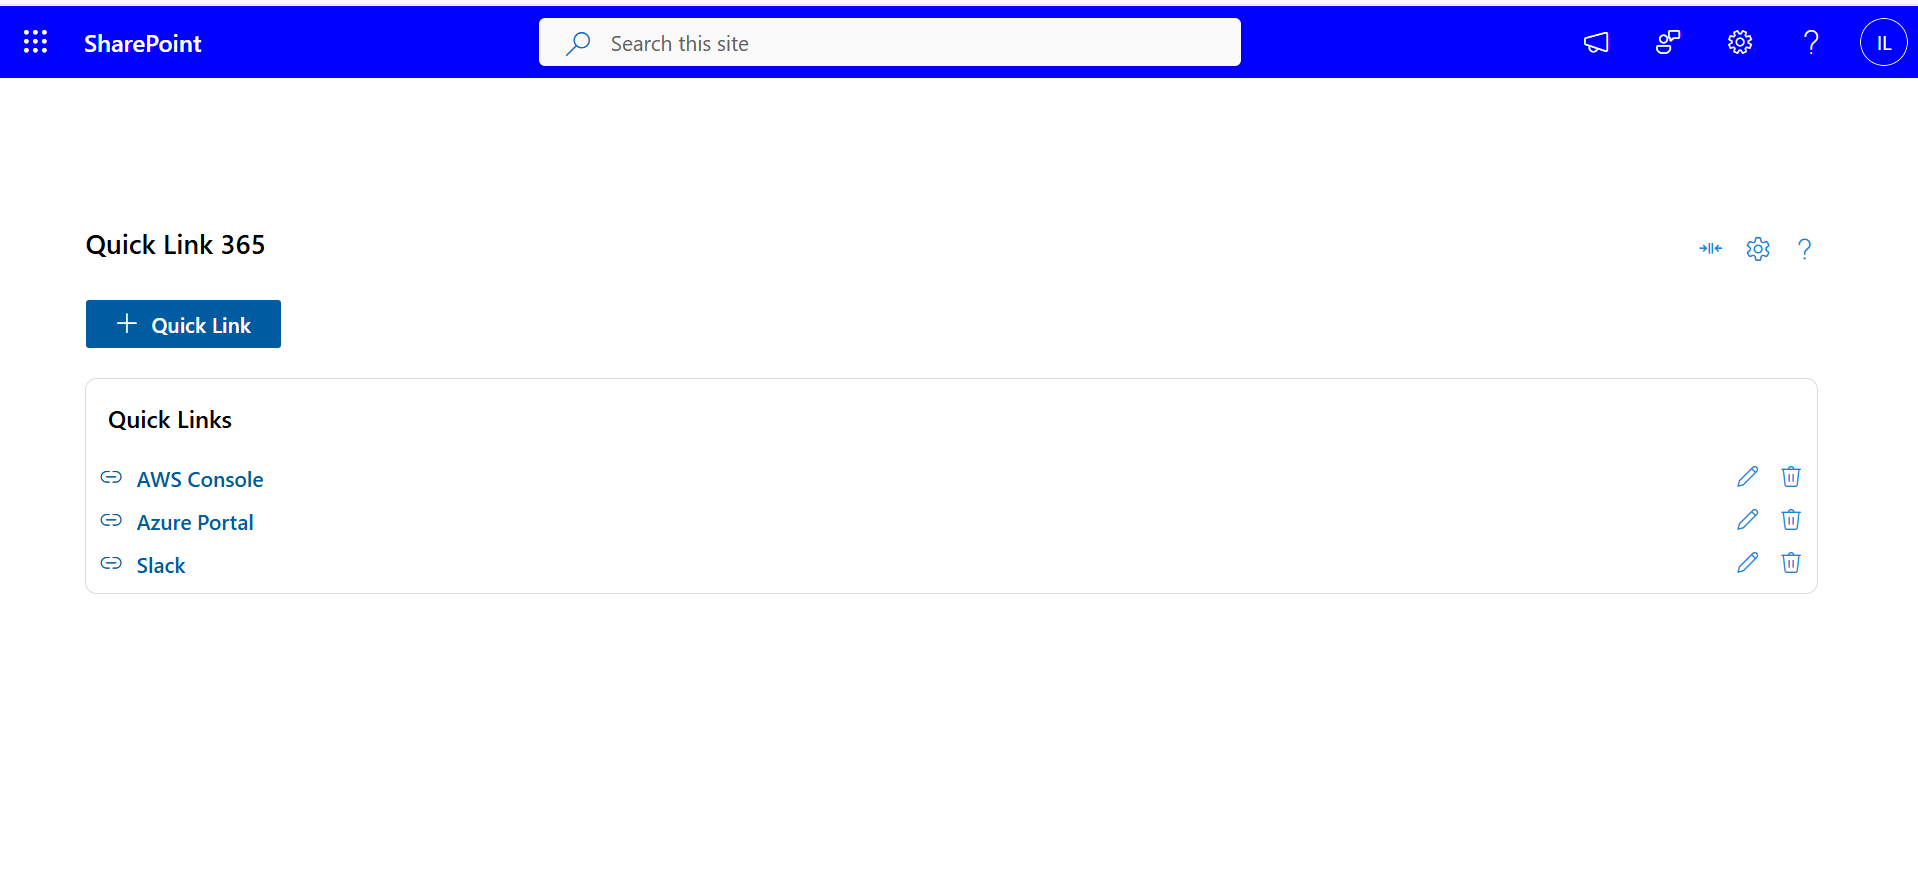 SharePoint
Search this site
IL
Quick Link 365
Quick Link
Quick Links
AWS Console
Azure Portal
Slack